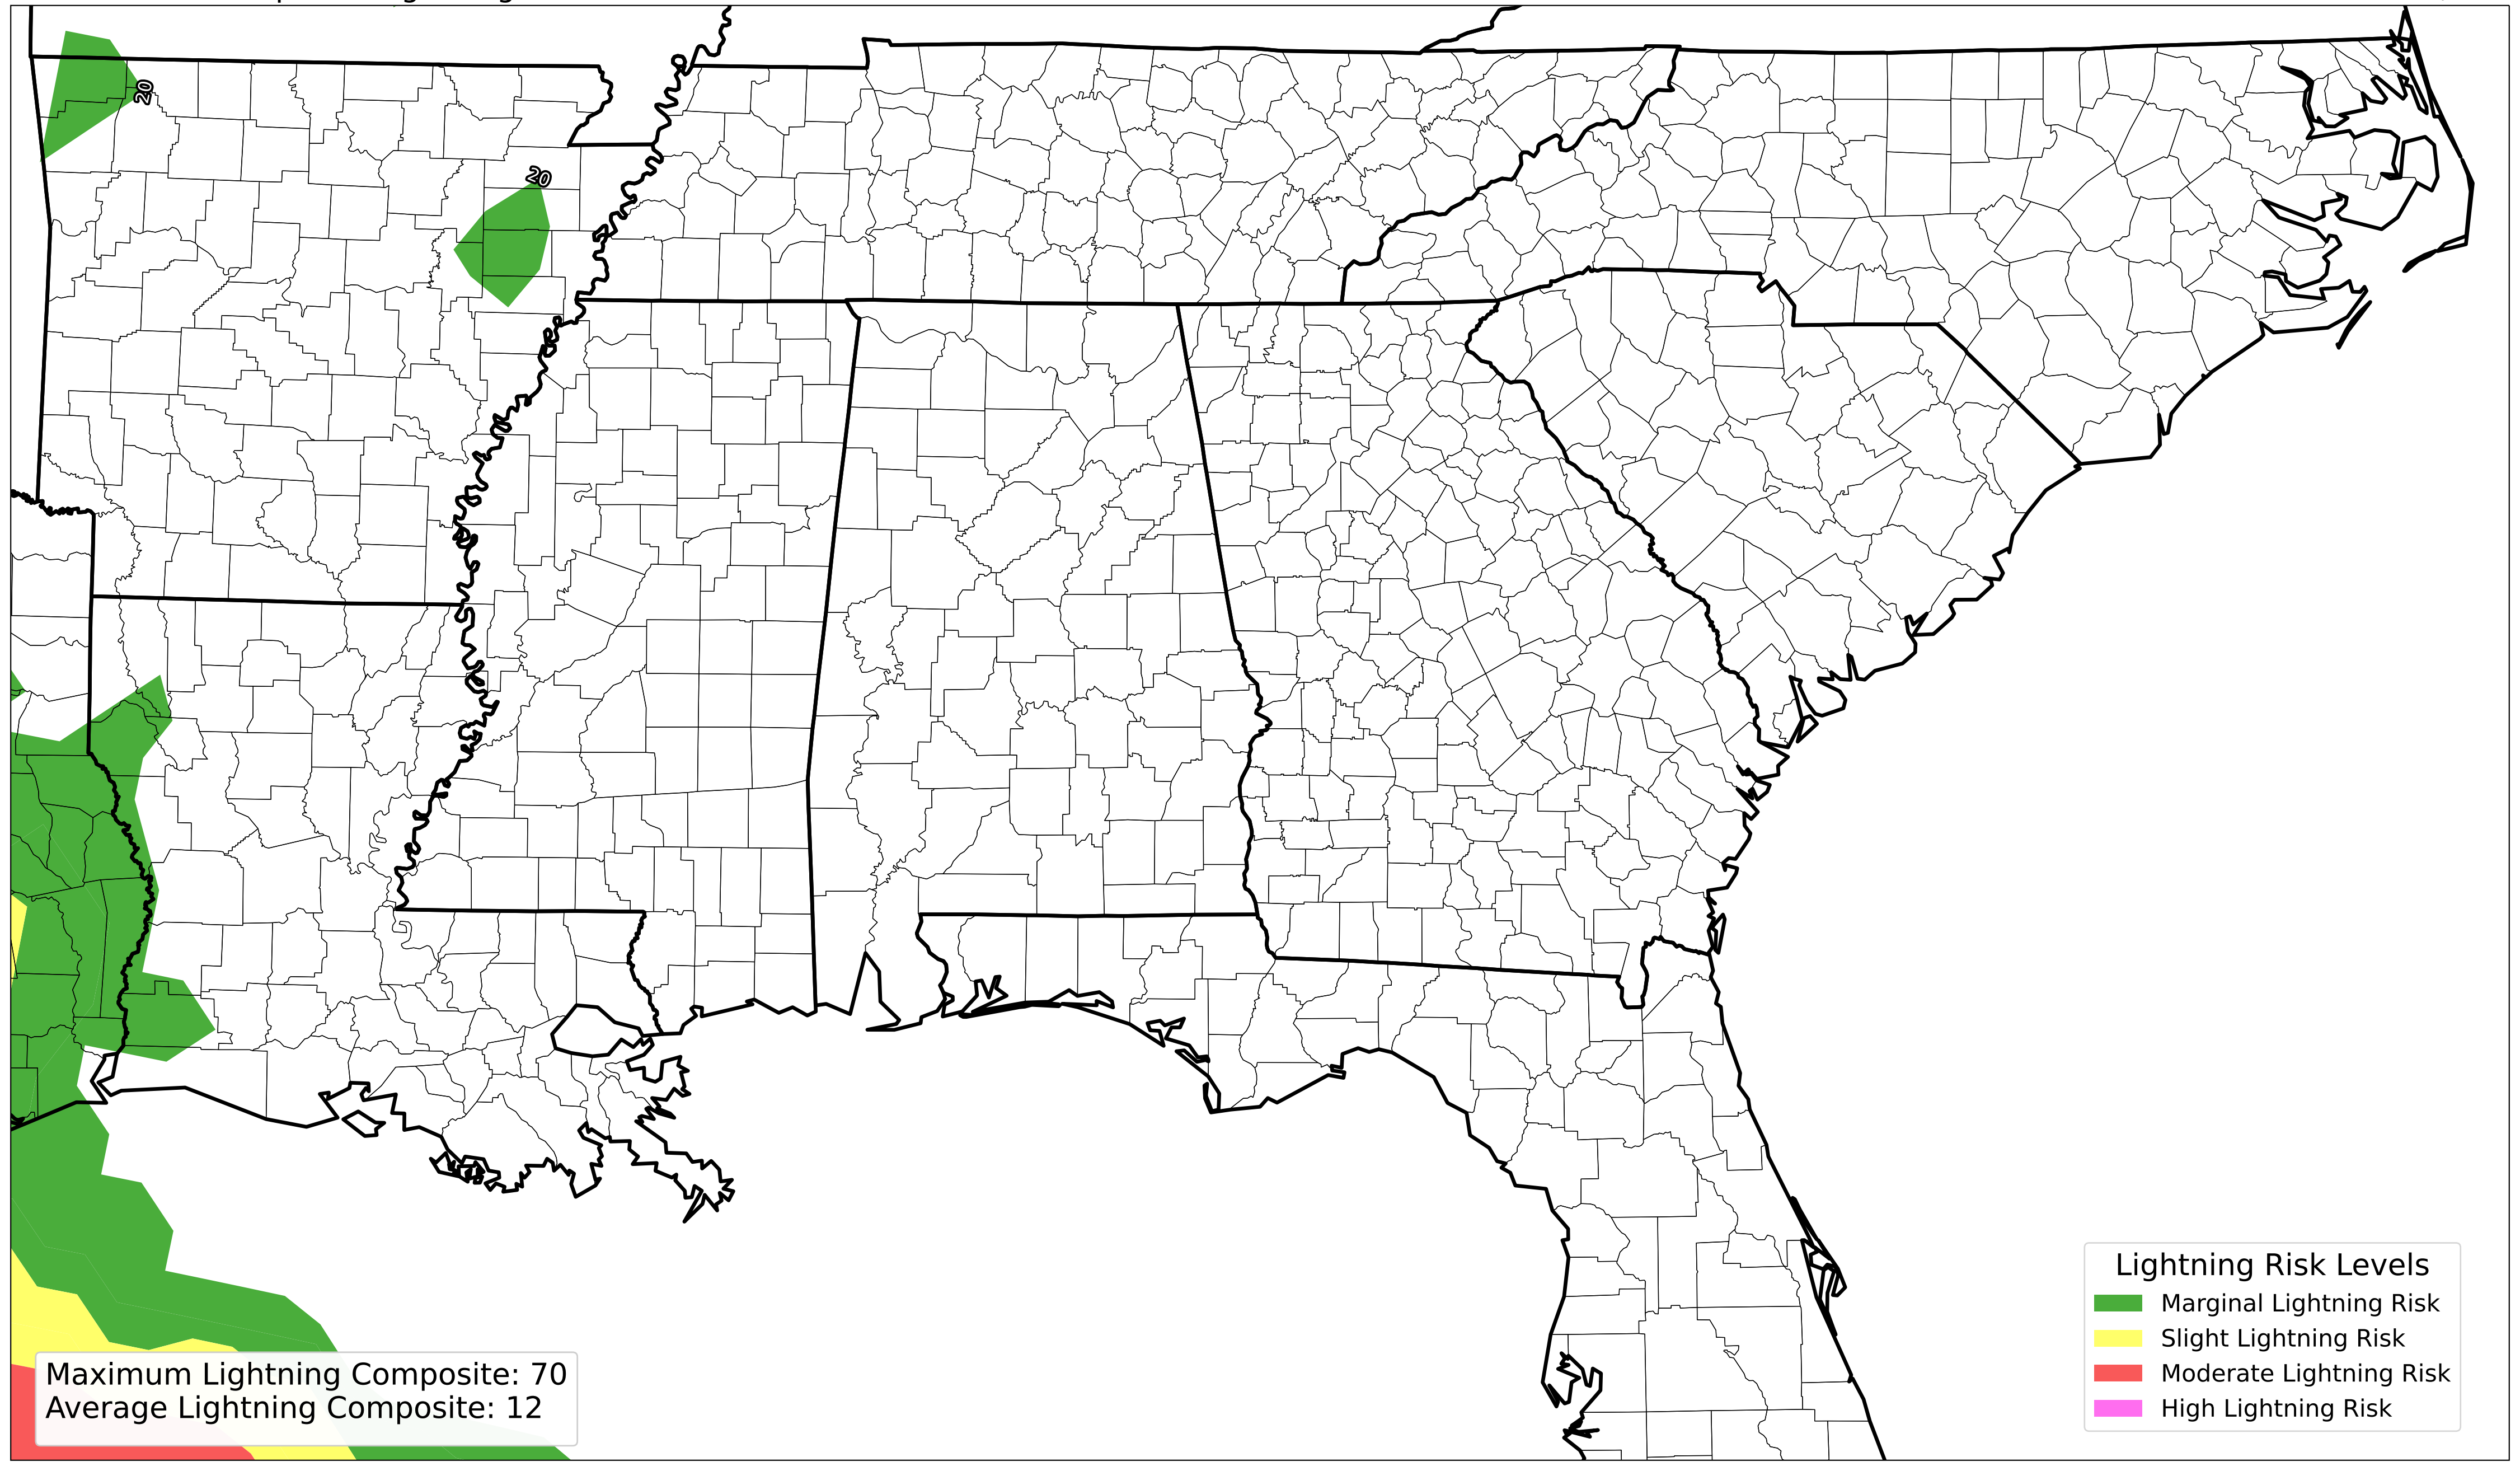 20
20
Maximum Lightning Composite: 70
Average Lightning Composite: 12
Lightning Risk Levels
Marginal Lightning Risk
Slight Lightning Risk
Moderate Lightning Risk
High Lightning Risk